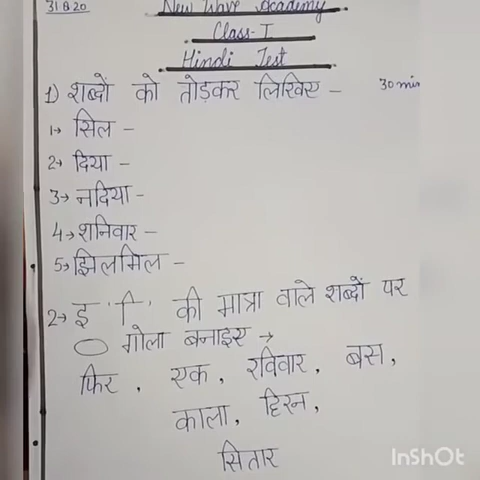 31 8 20 New Wave Academy
Class-I
Hindi Test
1) शब्दों को तोड़कर लिखिए - 30 min
1→ सिल -
2→ दिया -
3→ नदिया -
4→ शनिवार -
5→ झिलमिल -
2→ इ 'ि' की मात्रा वाले शब्दों पर
गोला बनाइए →
फिर , एक , रविवार , बस ,
काला , हिरन ,
सितार
InShOt